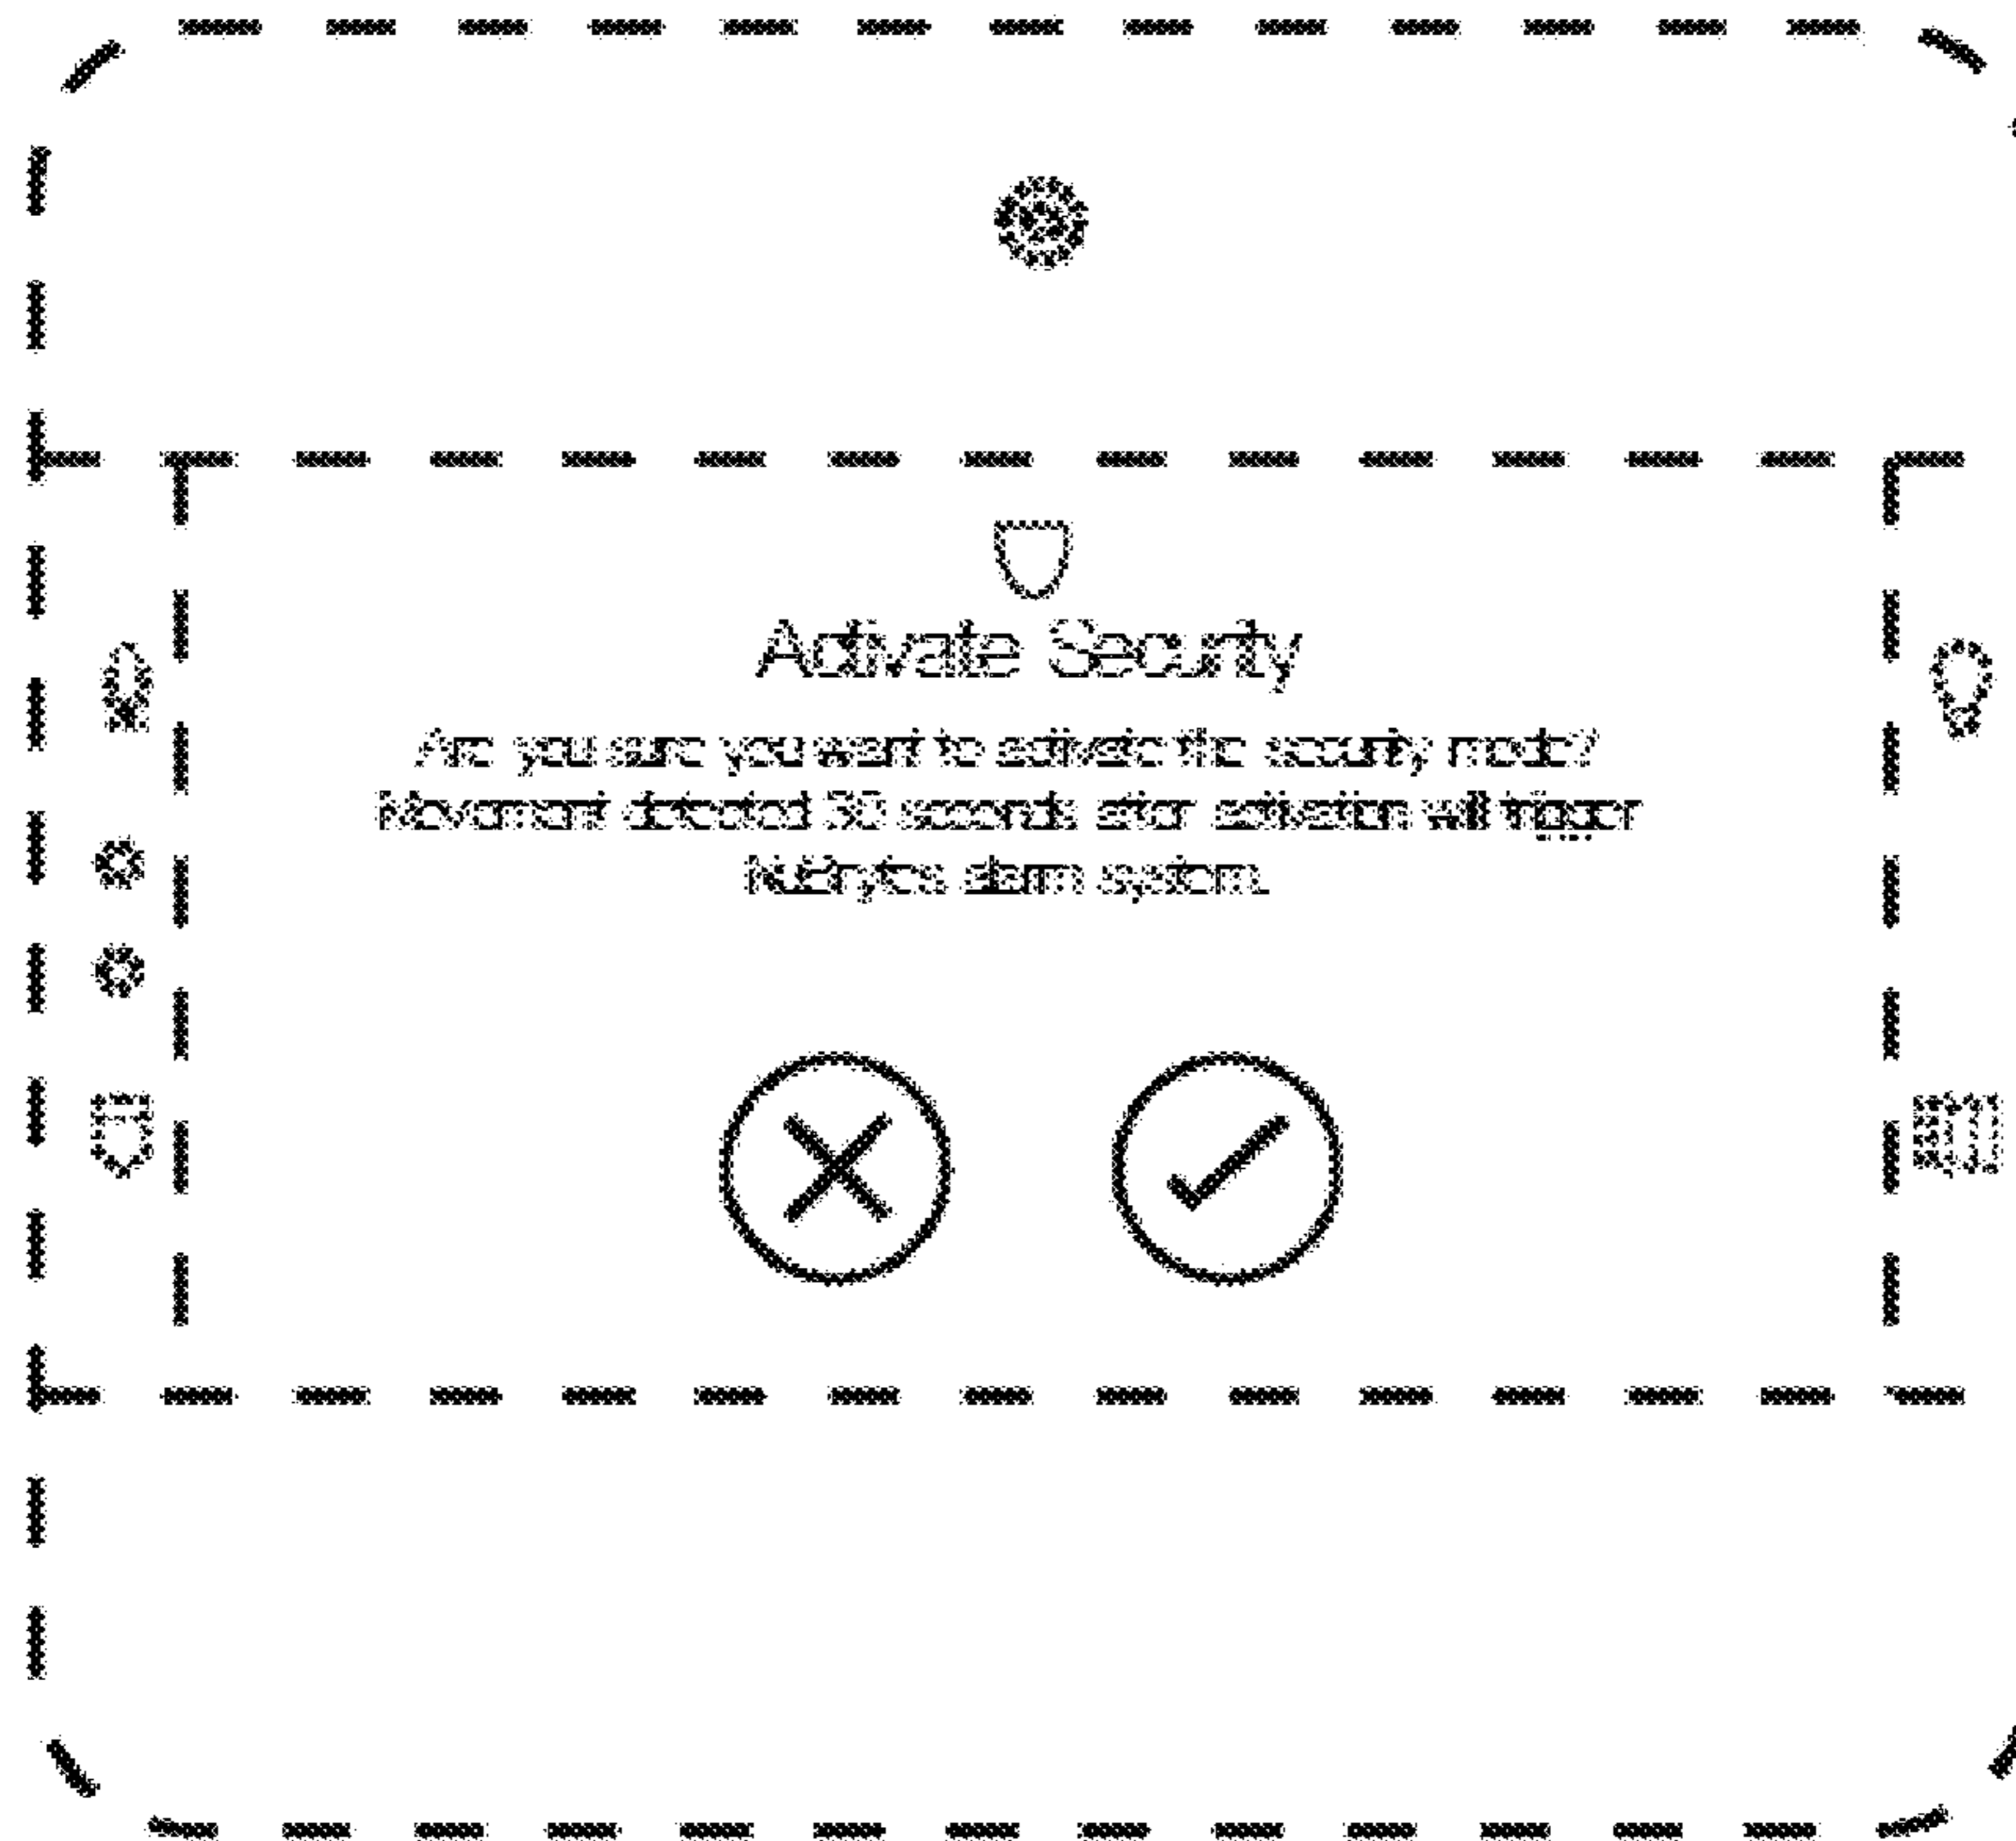 Activate Security
Are you sure you want to activate the security mode?
Movement detected 30 seconds after activation will trigger
alarm system.